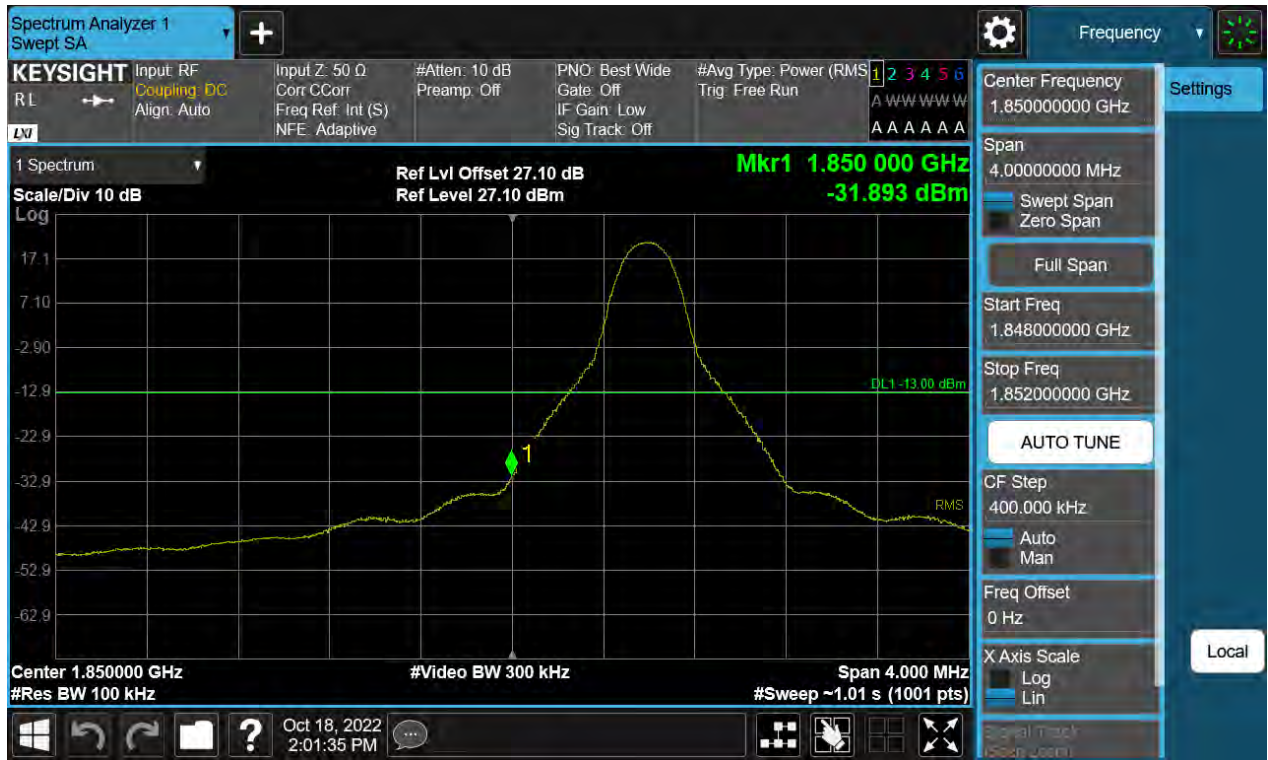 Spectrum Analyzer 1
Swept SA
+
Frequency
KEYSIGHT
RL
LXI
Input: RF
Coupling: DC
Align: Auto
Input Z: 50 Ω
Corr CCorr
Freq Ref: Int (S)
NFE: Adaptive
#Atten: 10 dB
Preamp: Off
PNO: Best Wide
Gate: Off
IF Gain: Low
Sig Track: Off
#Avg Type: Power (RMS
Trig: Free Run
1 2 3 4 5 6
A W W W W W
A A A A A A
1 Spectrum
Scale/Div 10 dB
Log
Ref Lvl Offset 27.10 dB
Ref Level 27.10 dBm
Mkr1 1.850 000 GHz
-31.893 dBm
17.1
7.10
-2.90
-12.9
-22.9
-32.9
-42.9
-52.9
-62.9
DL1 -13.00 dBm
1
RMS
Center 1.850000 GHz
#Video BW 300 kHz
Span 4.000 MHz
#Res BW 100 kHz
#Sweep ~1.01 s (1001 pts)
Center Frequency
1.850000000 GHz
Span
4.00000000 MHz
Swept Span
Zero Span
Full Span
Start Freq
1.848000000 GHz
Stop Freq
1.852000000 GHz
AUTO TUNE
CF Step
400.000 kHz
Auto
Man
Freq Offset
0 Hz
X Axis Scale
Log
Lin
Signal Track
(Span Zoom)
Settings
Local
?
Oct 18, 2022
2:01:35 PM